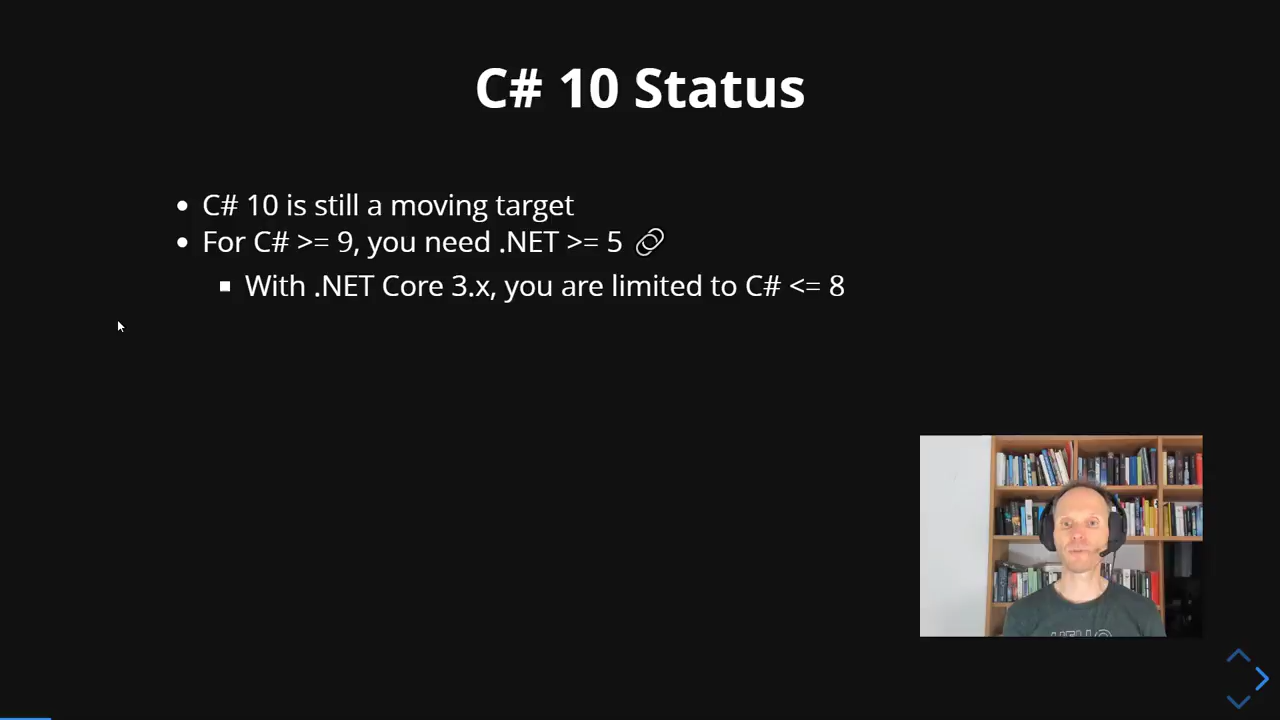 C# 10 Status
C# 10 is still a moving target
For C# >= 9, you need .NET >= 5
With .NET Core 3.x, you are limited to C# <= 8
HELLO